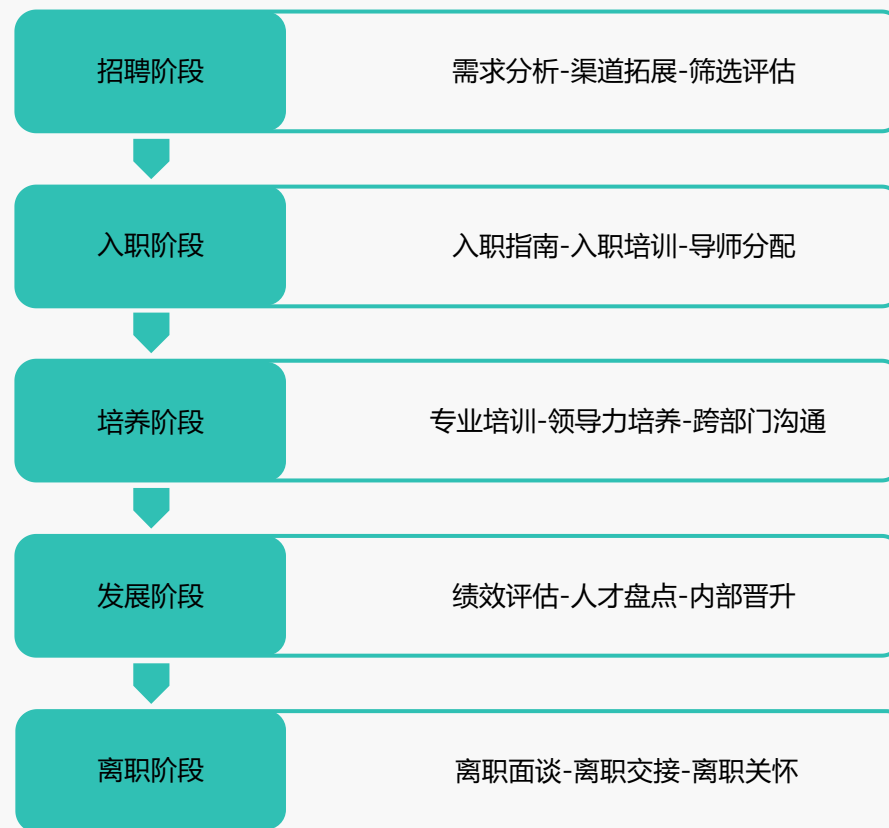 招聘阶段
需求分析-渠道拓展-筛选评估
入职阶段
入职指南-入职培训-导师分配
培养阶段
专业培训-领导力培养-跨部门沟通
发展阶段
绩效评估-人才盘点-内部晋升
离职阶段
离职面谈-离职交接-离职关怀